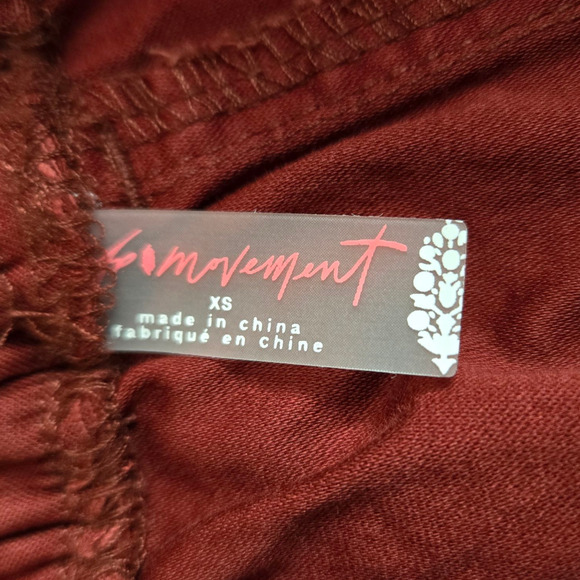 movement
XS
made in china
fabriqué en Chine